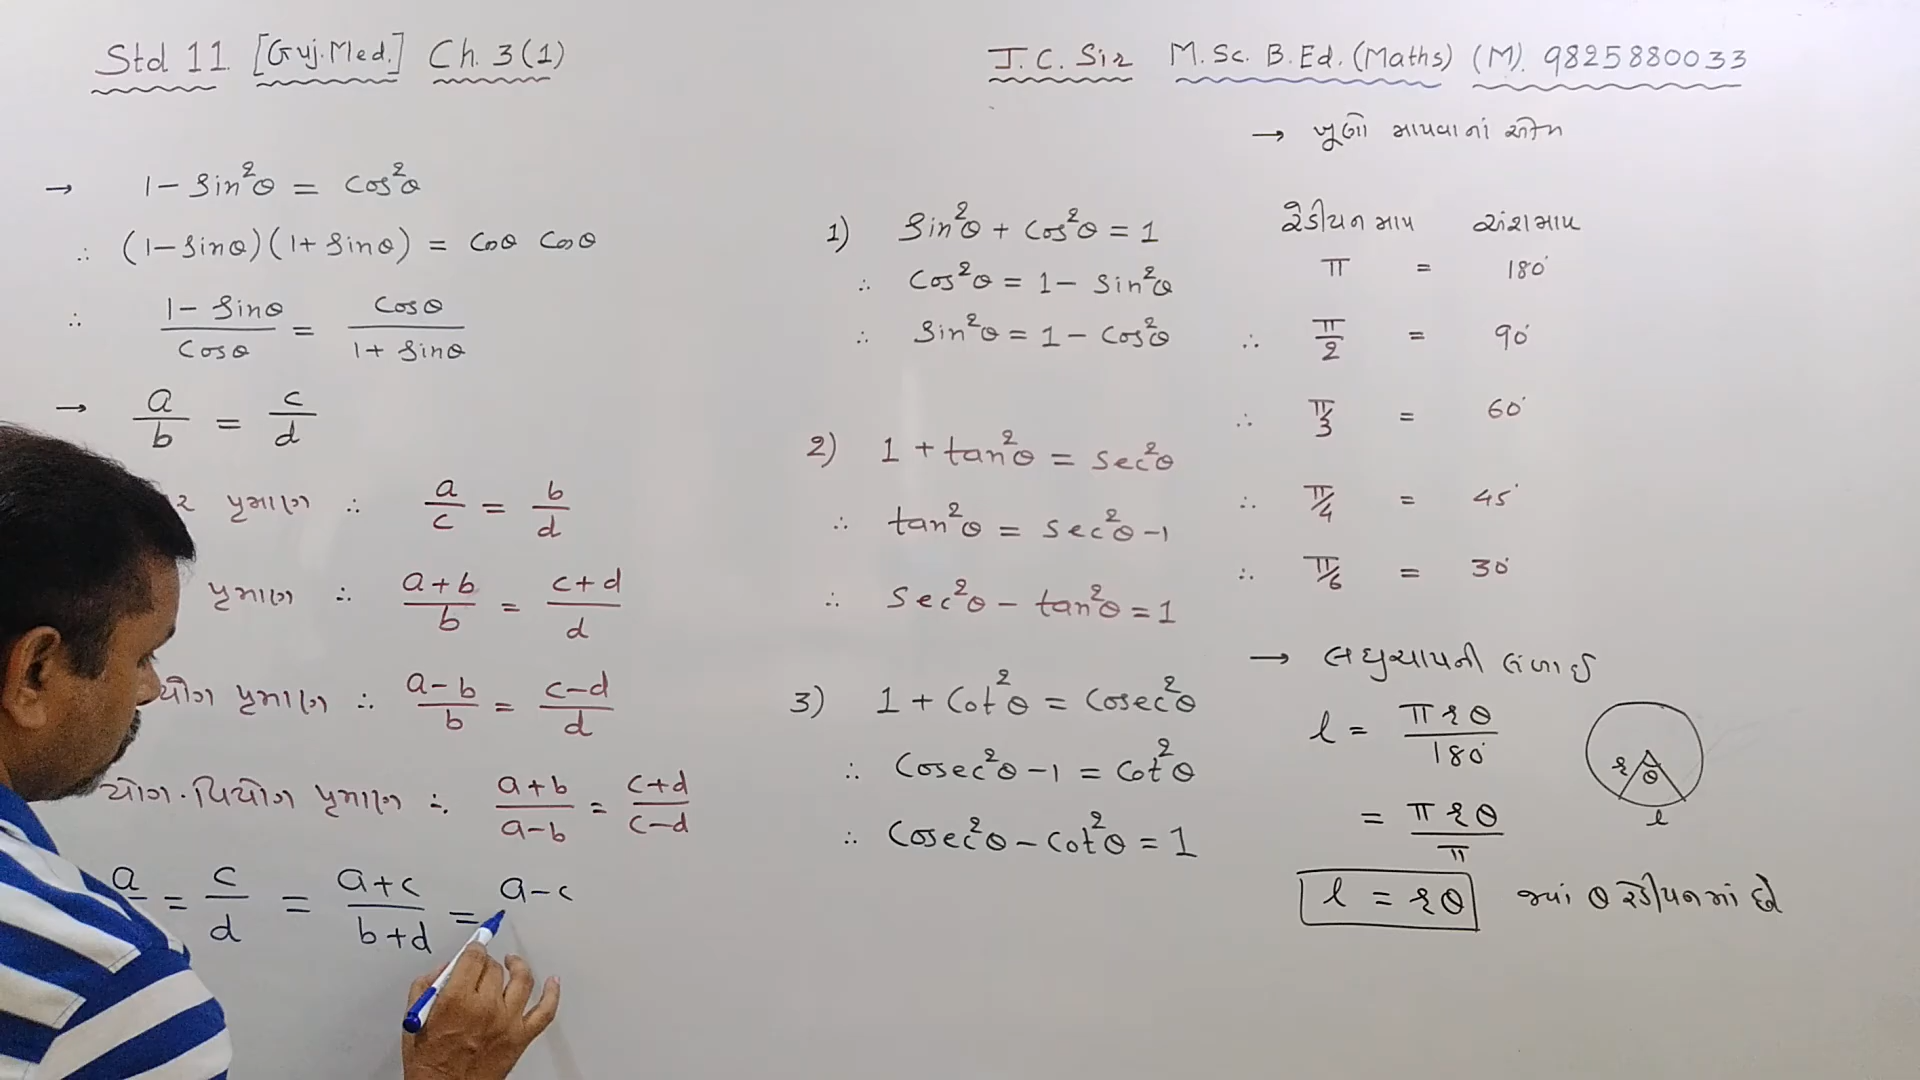 Std 11 [Guj.Med.] Ch. 3(1)
J.C. Sir M.Sc. B.Ed. (Maths) (M). 9825880033
→ 1 - Sin²θ = Cos²θ
∴ (1 - Sinθ)(1 + Sinθ) = Cosθ Cosθ
∴ (1 - Sinθ)/Cosθ = Cosθ/(1 + Sinθ)
→ a/b = c/d
પ્રમાણ ∴ a/c = b/d
પ્રમાણ ∴ (a+b)/b = (c+d)/d
યોગ પ્રમાણ ∴ (a-b)/b = (c-d)/d
યોગ-વિયોગ પ્રમાણ ∴ (a+b)/(a-b) = (c+d)/(c-d)
a = c/d = (a+c)/(b+d) = a-c
1) Sin²θ + Cos²θ = 1
∴ Cos²θ = 1 - Sin²θ
∴ Sin²θ = 1 - Cos²θ
2) 1 + tan²θ = Sec²θ
∴ tan²θ = Sec²θ - 1
∴ Sec²θ - tan²θ = 1
3) 1 + Cot²θ = Cosec²θ
∴ Cosec²θ - 1 = Cot²θ
∴ Cosec²θ - Cot²θ = 1
→ ખૂણો માપવાનાં એકમ
રેડીયન માપ અંશમાપ
π = 180°
∴ π/2 = 90°
∴ π/3 = 60°
∴ π/4 = 45°
∴ π/6 = 30°
→ લઘુચાપની લંબાઈ
l = πrθ/180°
= πrθ/π
l = rθ જ્યાં θ રેડીયનમાં છે
r θ
l